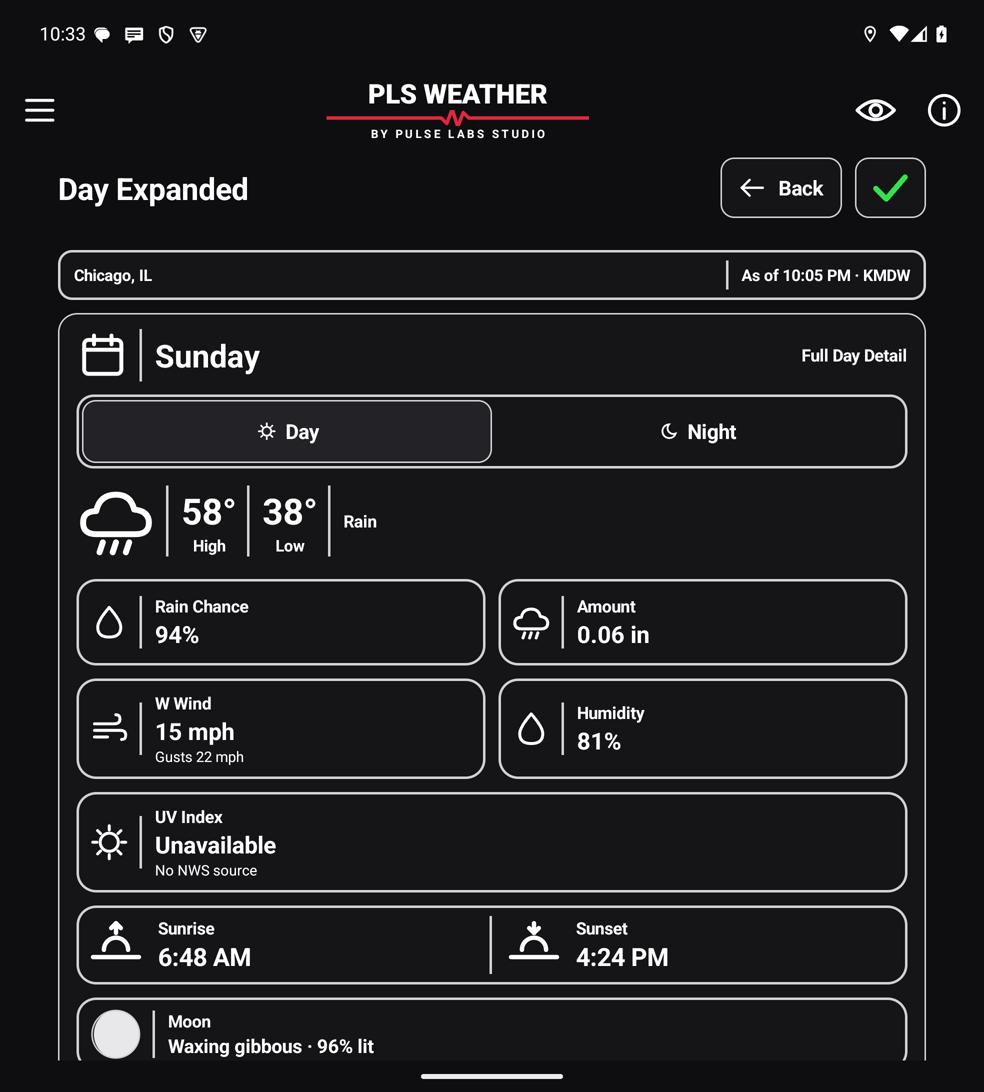 10:33
PLS WEATHER
BY PULSE LABS STUDIO
Day Expanded
Back
Chicago, IL
As of 10:05 PM · KMDW
Sunday
Full Day Detail
Day
Night
58°
High
38°
Low
Rain
Rain Chance
94%
Amount
0.06 in
W Wind
15 mph
Gusts 22 mph
Humidity
81%
UV Index
Unavailable
No NWS source
Sunrise
6:48 AM
Sunset
4:24 PM
Moon
Waxing gibbous · 96% lit